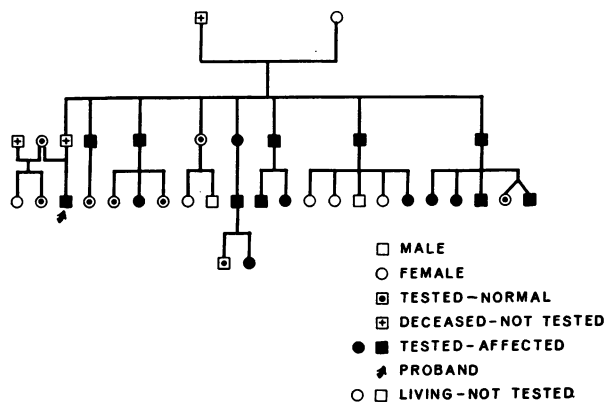 MALE
FEMALE
TESTED-NORMAL
DECEASED-NOT TESTED
TESTED-AFFECTED
PROBAND
LIVING-NOT TESTED